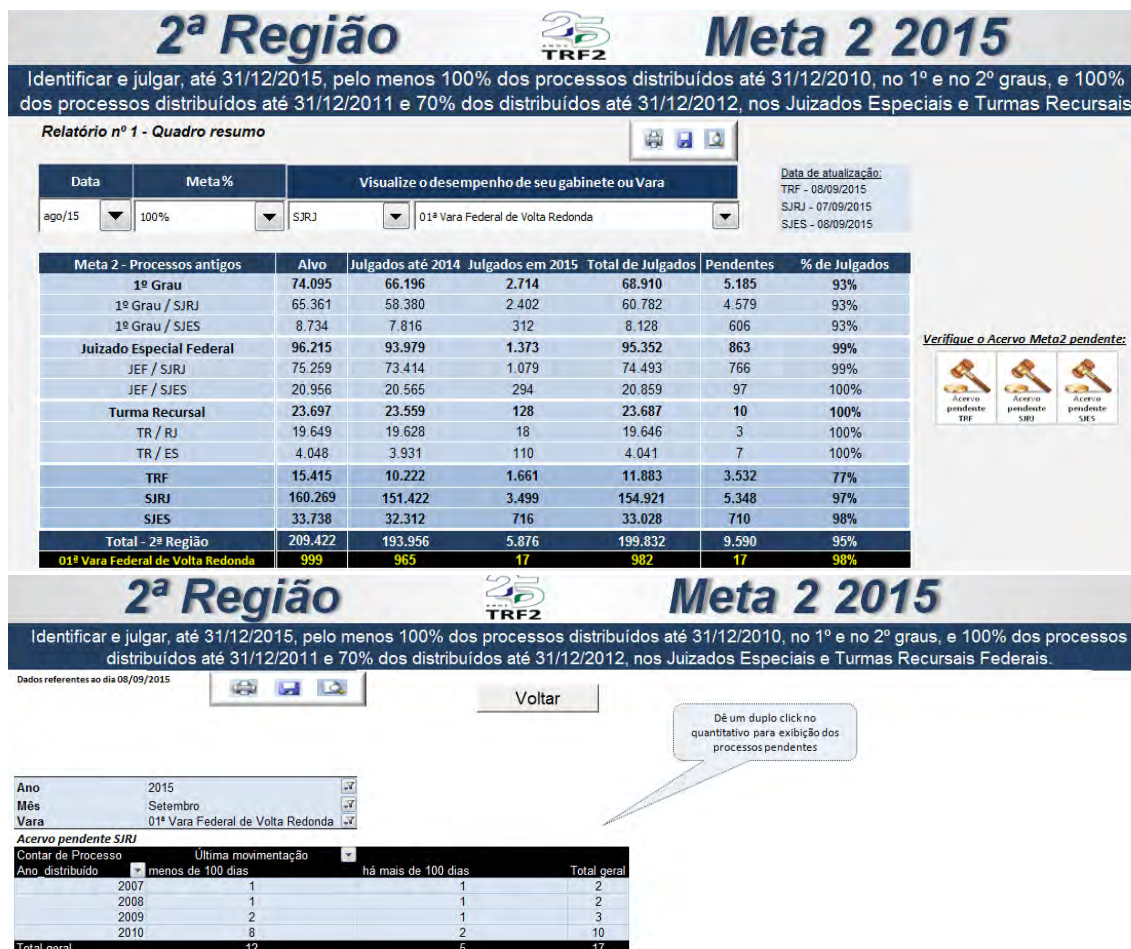 2ª Região 25 ANOS TRF2 Meta 2 2015
Identificar e julgar, até 31/12/2015, pelo menos 100% dos processos distribuídos até 31/12/2010, no 1º e no 2º graus, e 100%
dos processos distribuídos até 31/12/2011 e 70% dos distribuídos até 31/12/2012, nos Juizados Especiais e Turmas Recursais
Relatório nº 1 - Quadro resumo
Data Meta% Visualize o desempenho de seu gabinete ou Vara
ago/15 100% SJRJ 01ª Vara Federal de Volta Redonda
Data de atualização:
TRF - 08/09/2015
SJRJ - 07/09/2015
SJES - 08/09/2015
Meta 2 - Processos antigos Alvo Julgados até 2014 Julgados em 2015 Total de Julgados Pendentes % de Julgados
1º Grau 74.095 66.196 2.714 68.910 5.185 93%
1º Grau / SJRJ 65.361 58.380 2.402 60.782 4.579 93%
1º Grau / SJES 8.734 7.816 312 8.128 606 93%
Juizado Especial Federal 96.215 93.979 1.373 95.352 863 99%
JEF / SJRJ 75.259 73.414 1.079 74.493 766 99%
JEF / SJES 20.956 20.565 294 20.859 97 100%
Turma Recursal 23.697 23.559 128 23.687 10 100%
TR / RJ 19.649 19.628 18 19.646 3 100%
TR / ES 4.048 3.931 110 4.041 7 100%
TRF 15.415 10.222 1.661 11.883 3.532 77%
SJRJ 160.269 151.422 3.499 154.921 5.348 97%
SJES 33.738 32.312 716 33.028 710 98%
Total - 2ª Região 209.422 193.956 5.876 199.832 9.590 95%
01ª Vara Federal de Volta Redonda 999 965 17 982 17 98%
Verifique o Acervo Meta2 pendente:
Acervo pendente TRF
Acervo pendente SJRJ
Acervo pendente SJES
2ª Região 25 ANOS TRF2 Meta 2 2015
Identificar e julgar, até 31/12/2015, pelo menos 100% dos processos distribuídos até 31/12/2010, no 1º e no 2º graus, e 100% dos processos
distribuídos até 31/12/2011 e 70% dos distribuídos até 31/12/2012, nos Juizados Especiais e Turmas Recursais Federais.
Dados referentes ao dia 08/09/2015
Voltar
Dê um duplo click no
quantitativo para exibição dos
processos pendentes
Ano 2015
Mês Setembro
Vara 01ª Vara Federal de Volta Redonda
Acervo pendente SJRJ
Contar de Processo Última movimentação
Ano_distribuído menos de 100 dias há mais de 100 dias Total geral
2007 1 1 2
2008 1 1 2
2009 2 1 3
2010 8 2 10
Total geral 12 5 17